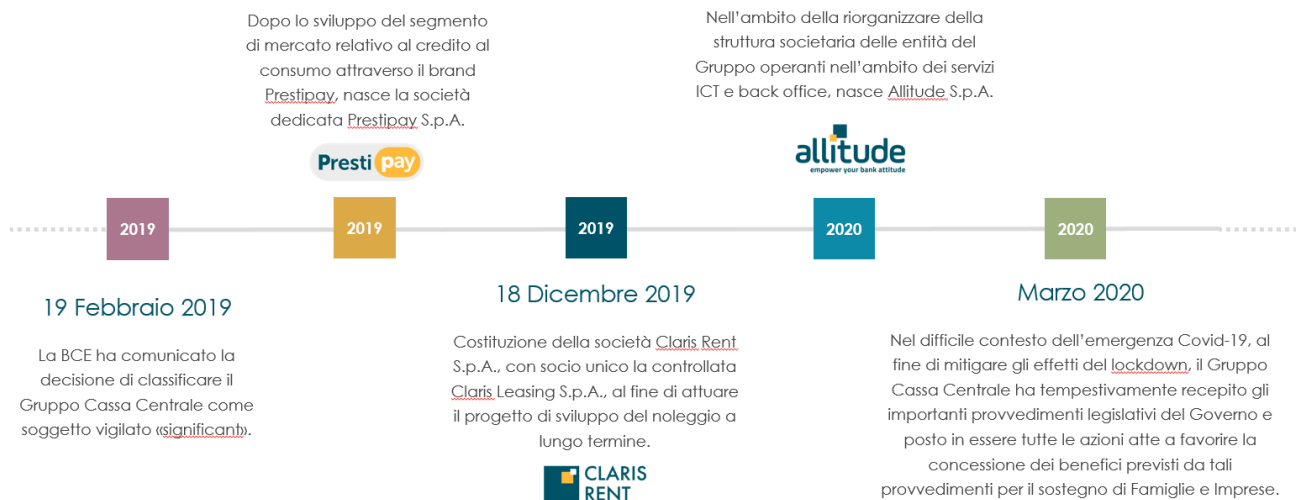 Dopo lo sviluppo del segmento
di mercato relativo al credito al
consumo attraverso il brand
Prestipay, nasce la società
dedicata Prestipay S.p.A.
Presti pay
Nell'ambito della riorganizzare della
struttura societaria delle entità del
Gruppo operanti nell'ambito dei servizi
ICT e back office, nasce Allitude S.p.A.
allitude
empower your bank attitude
2019
2019
2019
2020
2020
19 Febbraio 2019
La BCE ha comunicato la
decisione di classificare il
Gruppo Cassa Centrale come
soggetto vigilato «significant».
18 Dicembre 2019
Costituzione della società Claris Rent
S.p.A., con socio unico la controllata
Claris Leasing S.p.A., al fine di attuare
il progetto di sviluppo del noleggio a
lungo termine.
CLARIS
RENT
Marzo 2020
Nel difficile contesto dell'emergenza Covid-19, al
fine di mitigare gli effetti del lockdown, il Gruppo
Cassa Centrale ha tempestivamente recepito gli
importanti provvedimenti legislativi del Governo e
posto in essere tutte le azioni atte a favorire la
concessione dei benefici previsti da tali
provvedimenti per il sostegno di Famiglie e Imprese.